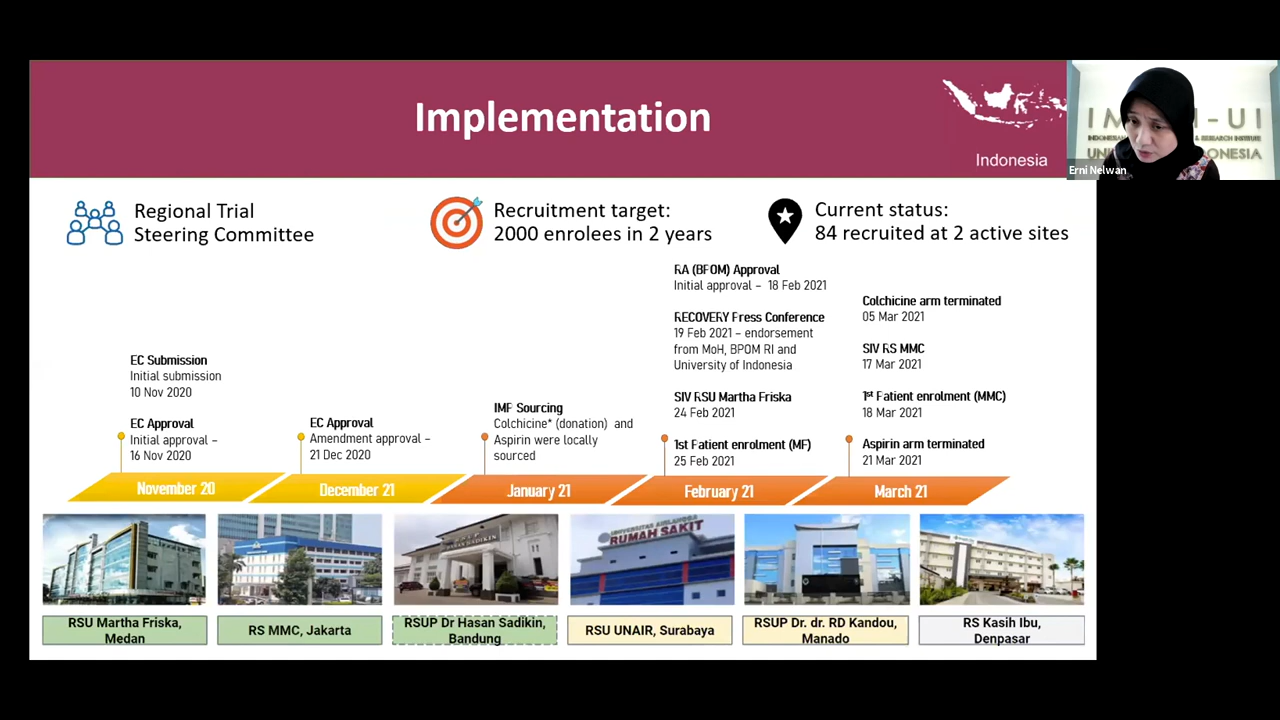 Implementation
Indonesia
UNI
ONESIA
Erni Nelwan
Regional Trial
Steering Committee
Recruitment target:
2000 enrolees in 2 years
Current status:
84 recruited at 2 active sites
EC Submission
Initial submission
10 Nov 2020
EC Approval
Initial approval –
16 Nov 2020
EC Approval
Amendment approval –
21 Dec 2020
IMP Sourcing
Colchicine* (donation) and
Aspirin were locally
sourced
RA (BPOM) Approval
Initial approval – 18 Feb 2021
RECOVERY Press Conference
19 Feb 2021 – endorsement
from MoH, BPOM RI and
University of Indonesia
SIV RSU Martha Friska
24 Feb 2021
1st Patient enrolment (MF)
25 Feb 2021
Colchicine arm terminated
05 Mar 2021
SIV RS MMC
17 Mar 2021
1st Patient enrolment (MMC)
18 Mar 2021
Aspirin arm terminated
21 Mar 2021
November 20
December 21
January 21
February 21
March 21
UNIVERSITAS AIRLANGGA
RUMAH SAKIT
RSU Martha Friska,
Medan
RS MMC, Jakarta
RSUP Dr Hasan Sadikin,
Bandung
RSU UNAIR, Surabaya
RSUP Dr. dr. RD Kandou,
Manado
RS Kasih Ibu,
Denpasar